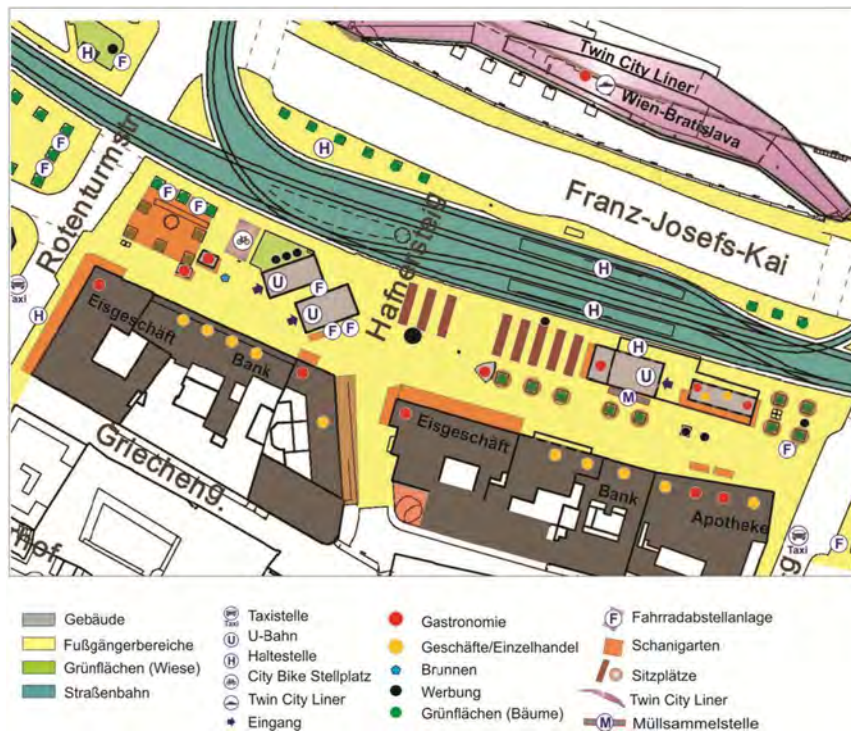 Twin City Liner
Wien-Bratislava
Franz-Josefs-Kai
Rotenturmstr.
Hafnersteig
H
F
F
F
F
H
F
F
Taxi
H
U
F
U
F
F
H
H
H
U
M
F
Taxi
F
Eisgeschäft
Bank
Griecheng.
Hof
Eisgeschäft
Bank
Apotheke
g
Gebäude
Fußgängerbereiche
Grünflächen (Wiese)
Straßenbahn
Taxi
Taxistelle
U
U-Bahn
H
Haltestelle
City Bike Stellplatz
Twin City Liner
Eingang
Gastronomie
Geschäfte/Einzelhandel
Brunnen
Werbung
Grünflächen (Bäume)
F
Fahrradabstellanlage
Schanigarten
Sitzplätze
Twin City Liner
M
Müllsammelstelle